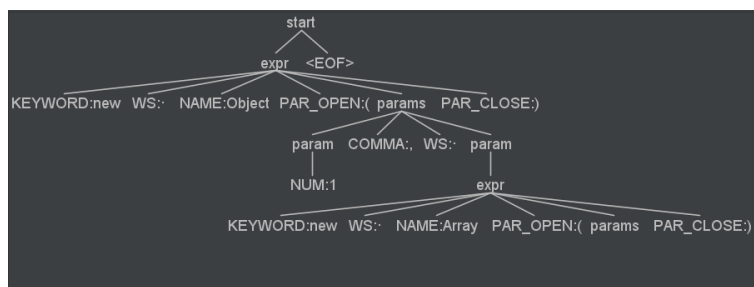 start
expr <EOF>
KEYWORD:new WS:· NAME:Object PAR_OPEN:( params PAR_CLOSE:)
param COMMA:, WS:· param
NUM:1 expr
KEYWORD:new WS:· NAME:Array PAR_OPEN:( params PAR_CLOSE:)